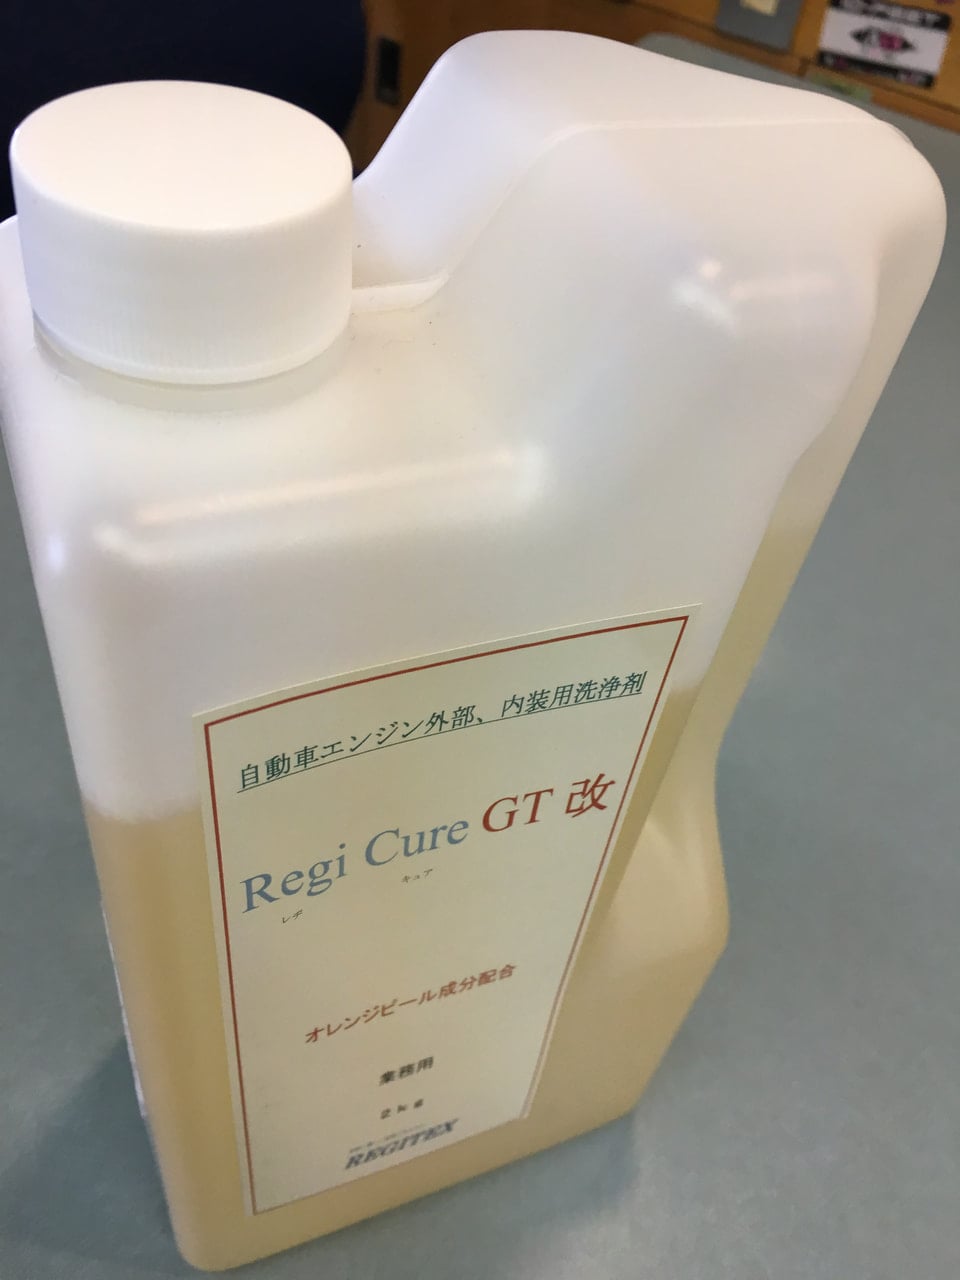 自動車エンジン外部、内装用洗浄剤
Regi Cure GT 改
レヂ キュア
オレンジピール成分配合
業務用
2kg
REGITEX